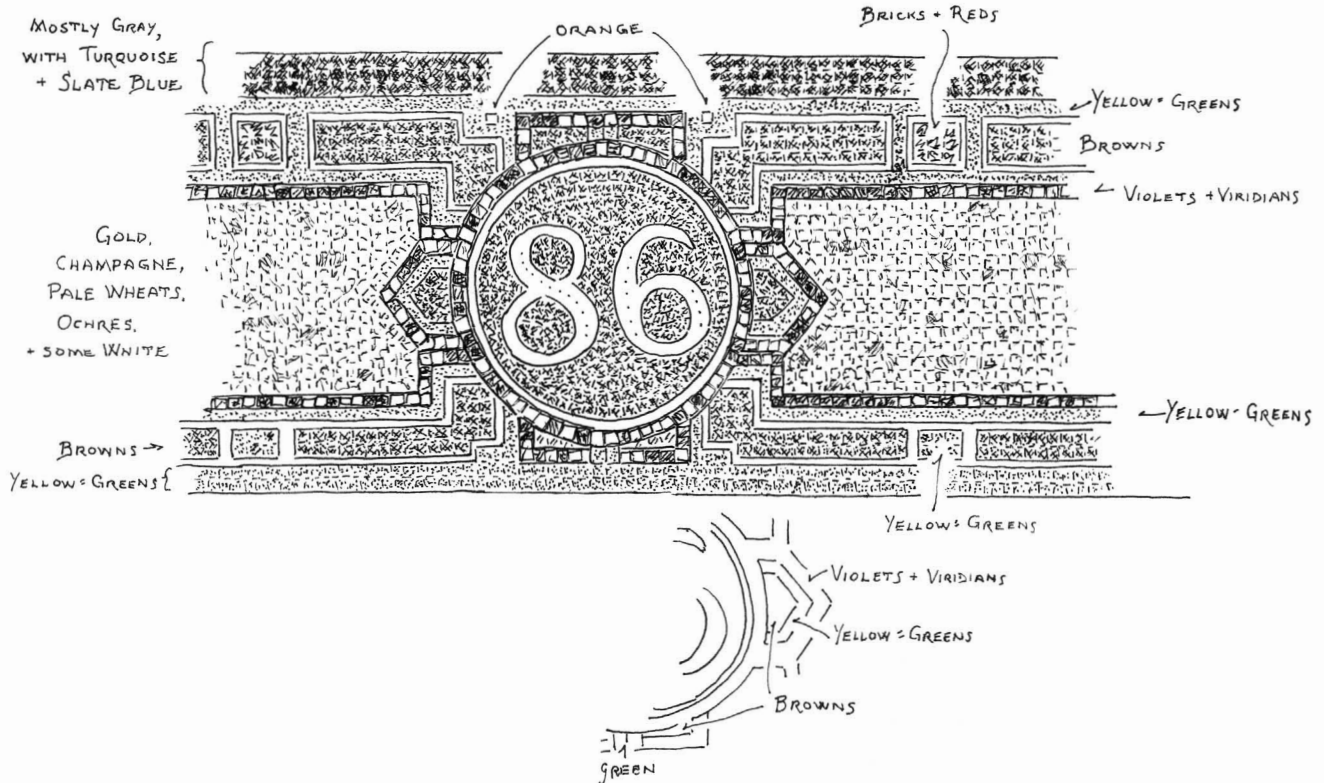 MOSTLY GRAY,
WITH TURQUOISE
+ SLATE BLUE
ORANGE
BRICKS + REDS
YELLOW=GREENS
BROWNS
VIOLETS + VIRIDIANS
GOLD,
CHAMPAGNE,
PALE WHEATS,
OCHRES,
+ SOME WHITE
86
YELLOW=GREENS
BROWNS
YELLOW=GREENS
YELLOW=GREENS
VIOLETS + VIRIDIANS
YELLOW=GREENS
BROWNS
GREEN